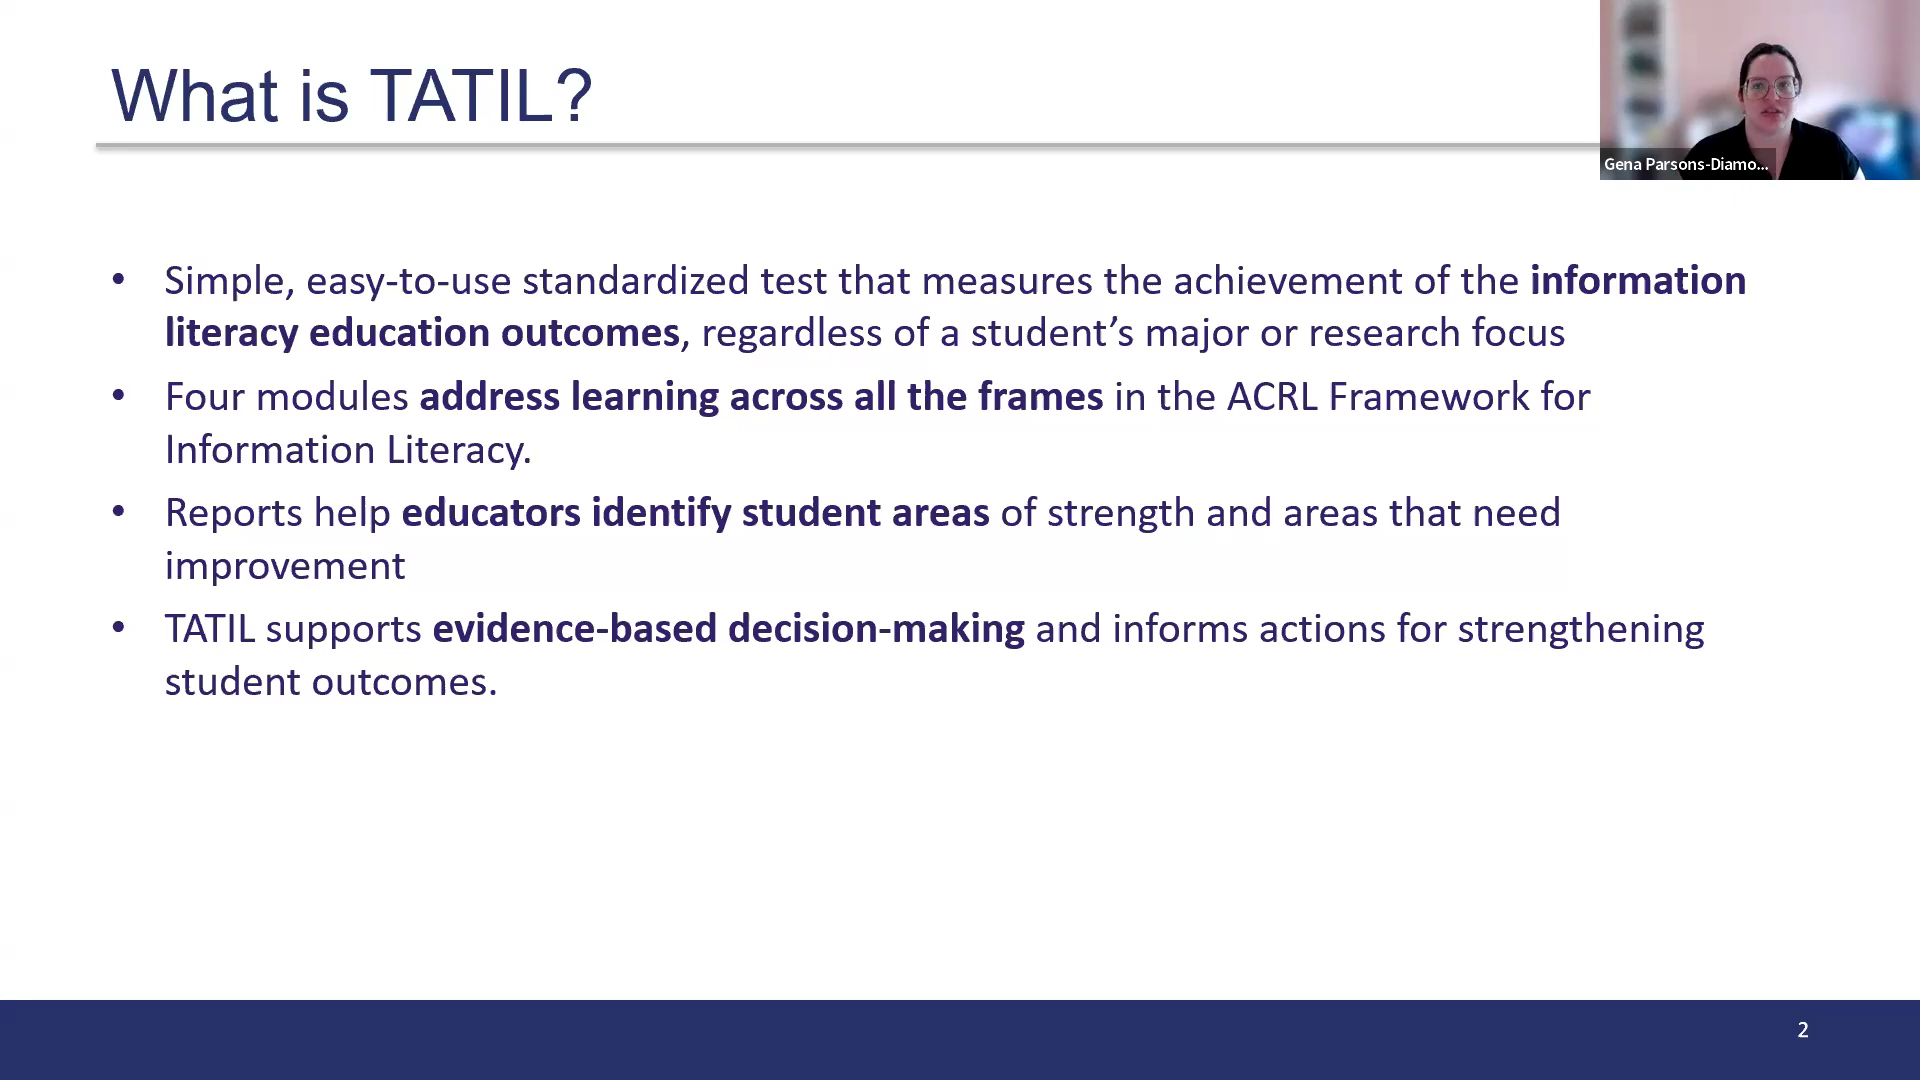 What is TATIL?
Gena Parsons-Diamo...
• Simple, easy-to-use standardized test that measures the achievement of the information
literacy education outcomes, regardless of a student’s major or research focus
• Four modules address learning across all the frames in the ACRL Framework for
Information Literacy.
• Reports help educators identify student areas of strength and areas that need
improvement
• TATIL supports evidence-based decision-making and informs actions for strengthening
student outcomes.
2